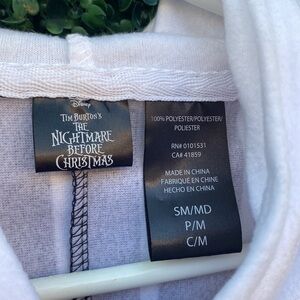 Disney
TIM BURTON'S
THE
NIGHTMARE
BEFORE
CHRISTMAS
100% POLYESTER/POLYESTER/
POLIESTER
RN# 0101531
CA# 41859
MADE IN CHINA
FABRIQUÉ EN CHINE
HECHO EN CHINA
SM/MD
P/M
C/M